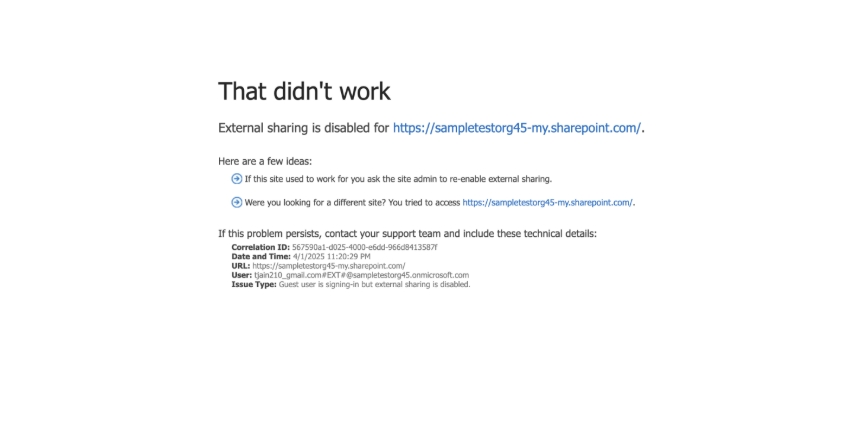 That didn't work
External sharing is disabled for https://sampletestorg45-my.sharepoint.com/.
Here are a few ideas:
If this site used to work for you ask the site admin to re-enable external sharing.
Were you looking for a different site? You tried to access https://sampletestorg45-my.sharepoint.com/.
If this problem persists, contact your support team and include these technical details:
Correlation ID: 567590a1-d025-4000-e6dd-966d8413587f
Date and Time: 4/1/2025 11:20:29 PM
URL: https://sampletestorg45-my.sharepoint.com/
User: tjain210_gmail.com#EXT#@sampletestorg45.onmicrosoft.com
Issue Type: Guest user is signing-in but external sharing is disabled.